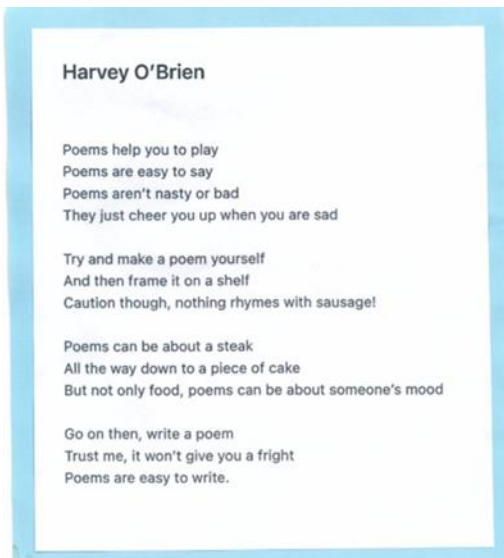 Harvey O’Brien
Poems help you to play
Poems are easy to say
Poems aren’t nasty or bad
They just cheer you up when you are sad
Try and make a poem yourself
And then frame it on a shelf
Caution though, nothing rhymes with sausage!
Poems can be about a steak
All the way down to a piece of cake
But not only food, poems can be about someone’s mood
Go on then, write a poem
Trust me, it won’t give you a fright
Poems are easy to write.